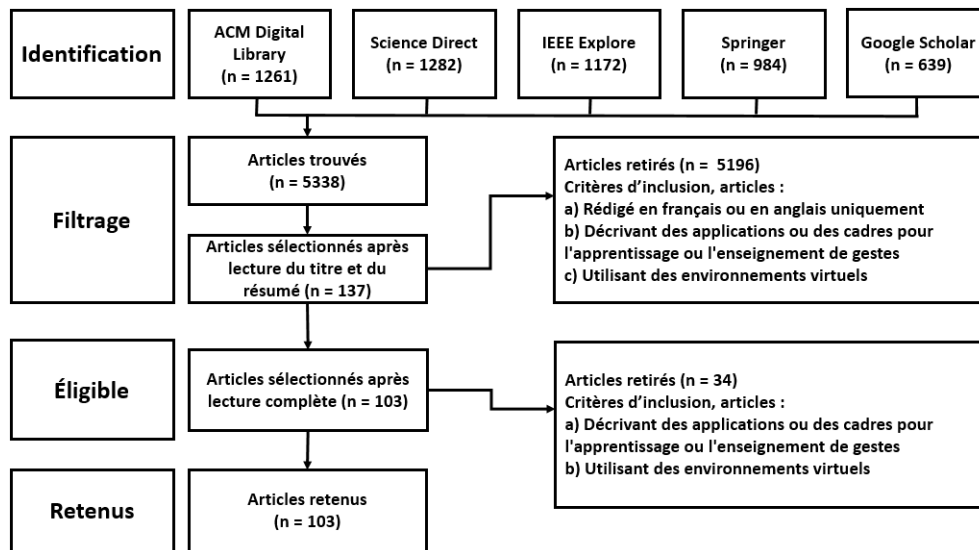 Identification
ACM Digital
Library
(n = 1261)
Science Direct
(n = 1282)
IEEE Explore
(n = 1172)
Springer
(n = 984)
Google Scholar
(n = 639)
Filtrage
Articles trouvés
(n = 5338)
Articles sélectionnés après
lecture du titre et du
résumé (n = 137)
Articles retirés (n =  5196)
Critères d’inclusion, articles :
a) Rédigé en français ou en anglais uniquement
b) Décrivant des applications ou des cadres pour
l'apprentissage ou l'enseignement de gestes
c) Utilisant des environnements virtuels
Éligible
Articles sélectionnés après
lecture complète (n = 103)
Articles retirés (n = 34)
Critères d’inclusion, articles :
a) Décrivant des applications ou des cadres pour
l'apprentissage ou l'enseignement de gestes
b) Utilisant des environnements virtuels
Retenus
Articles retenus
(n = 103)